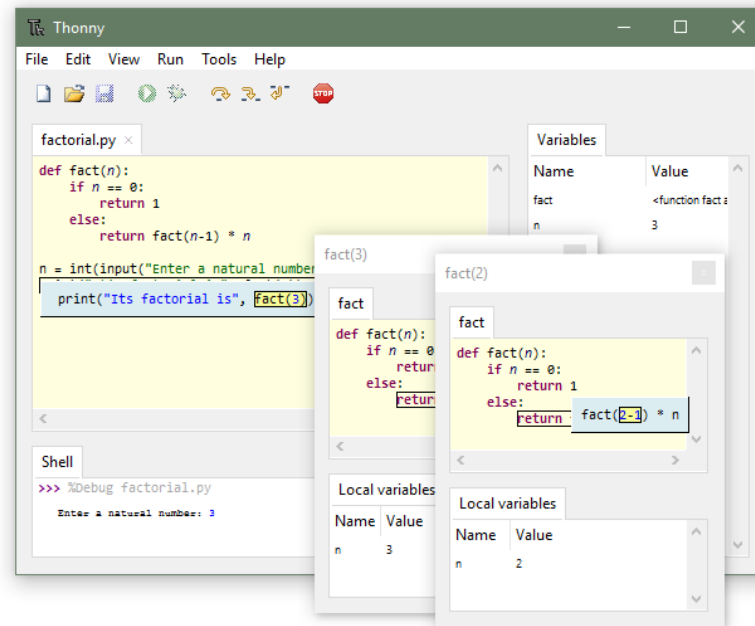 Thonny
File Edit View Run Tools Help
STOP
factorial.py
def fact(n):
if n == 0:
return 1
else:
return fact(n-1) * n
n = int(input("Enter a natural number
print("Its factorial is", fact(3))
Shell
>>> %Debug factorial.py
Enter a natural number: 3
Variables
Name Value
fact <function fact a
n 3
fact(3)
fact
def fact(n):
if n == 0
retur
else:
retur
Local variables
Name Value
n 3
fact(2)
fact
def fact(n):
if n == 0:
return 1
else:
return fact(2-1) * n
Local variables
Name Value
n 2